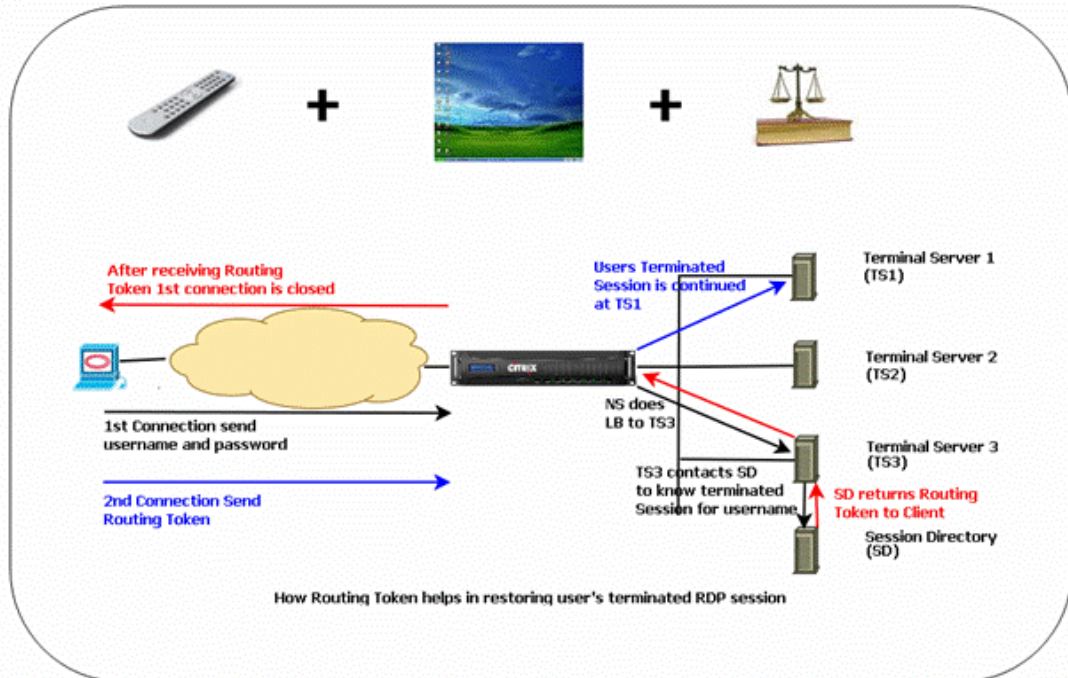 After receiving Routing
Token 1st connection is closed
Users Terminated
Session is continued
at TS1
Terminal Server 1
(TS1)
CITRIX
Terminal Server 2
(TS2)
1st Connection send
username and password
NS does
LB to TS3
Terminal Server 3
(TS3)
2nd Connection Send
Routing Token
TS3 contacts SD
to know terminated
Session for username
SD returns Routing
Token to Client
Session Directory
(SD)
How Routing Token helps in restoring user's terminated RDP session